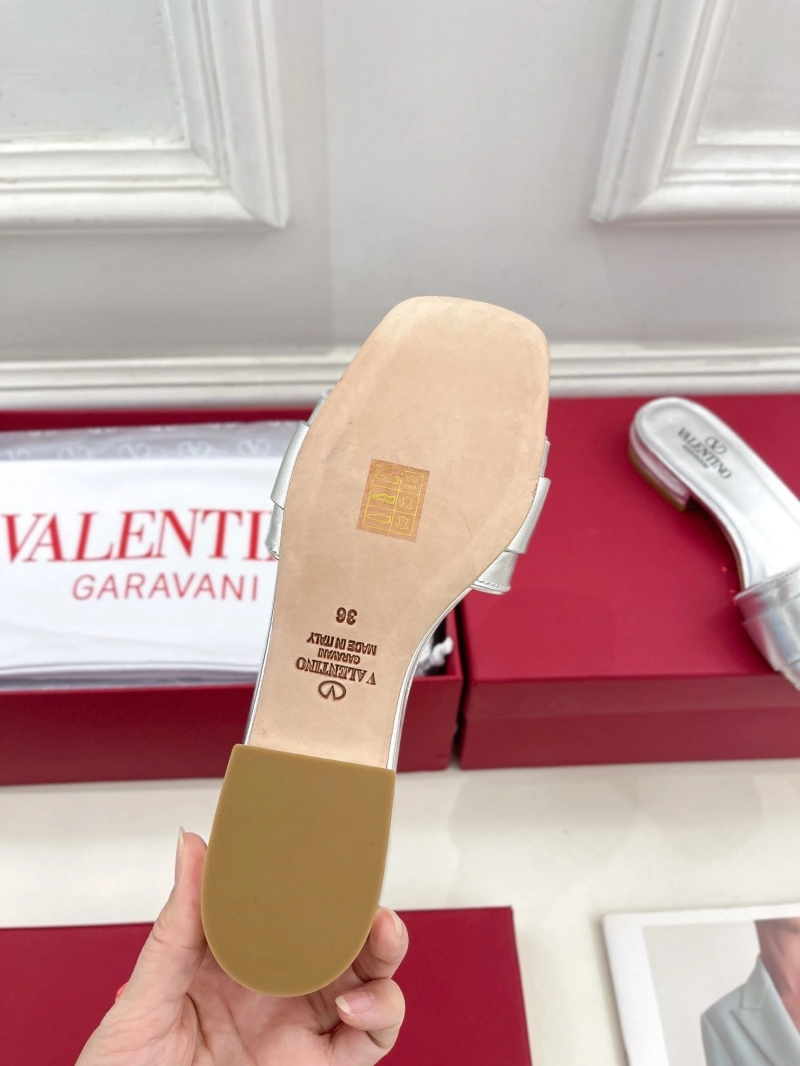 VALENTI
GARAVANI
VALENTINO
36
MADE IN ITALY
GARAVANI
VALENTINO